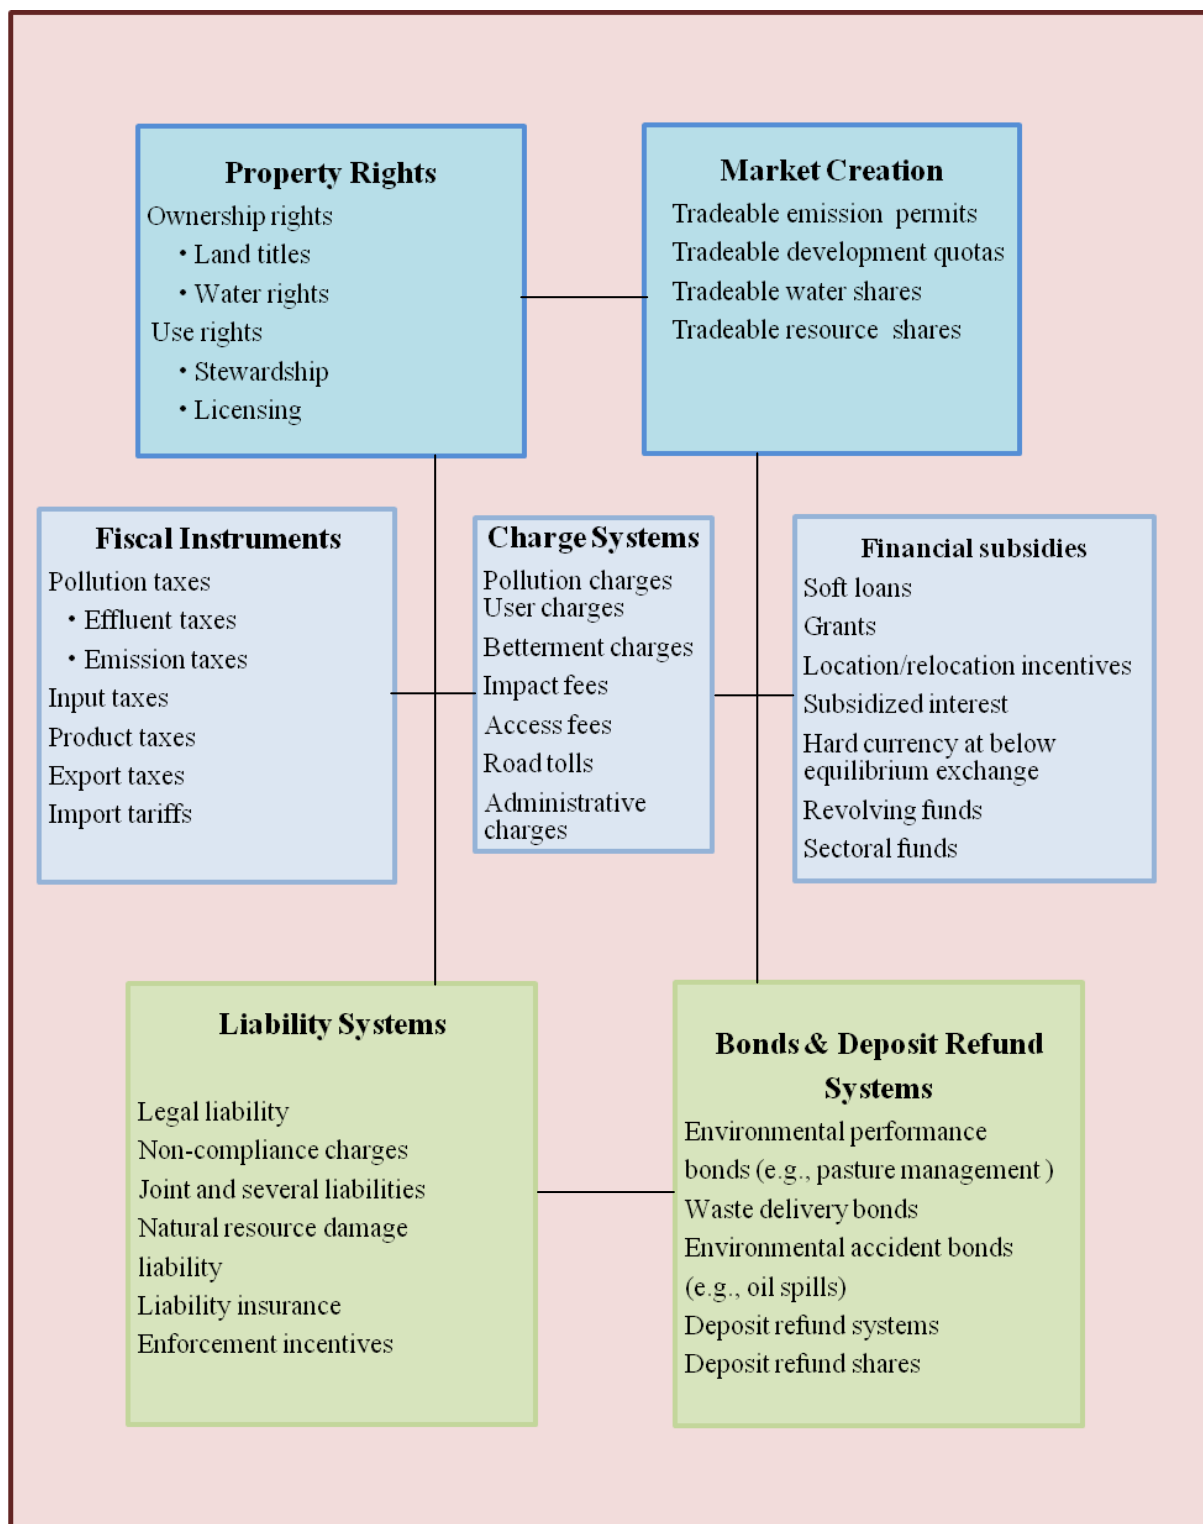 Property Rights
Ownership rights
• Land titles
• Water rights
Use rights
• Stewardship
• Licensing
Market Creation
Tradeable emission permits
Tradeable development quotas
Tradeable water shares
Tradeable resource shares
Fiscal Instruments
Pollution taxes
• Effluent taxes
• Emission taxes
Input taxes
Product taxes
Export taxes
Import tariffs
Charge Systems
Pollution charges
User charges
Betterment charges
Impact fees
Access fees
Road tolls
Administrative
charges
Financial subsidies
Soft loans
Grants
Location/relocation incentives
Subsidized interest
Hard currency at below
equilibrium exchange
Revolving funds
Sectoral funds
Liability Systems
Legal liability
Non-compliance charges
Joint and several liabilities
Natural resource damage
liability
Liability insurance
Enforcement incentives
Bonds & Deposit Refund
Systems
Environmental performance
bonds (e.g., pasture management )
Waste delivery bonds
Environmental accident bonds
(e.g., oil spills)
Deposit refund systems
Deposit refund shares